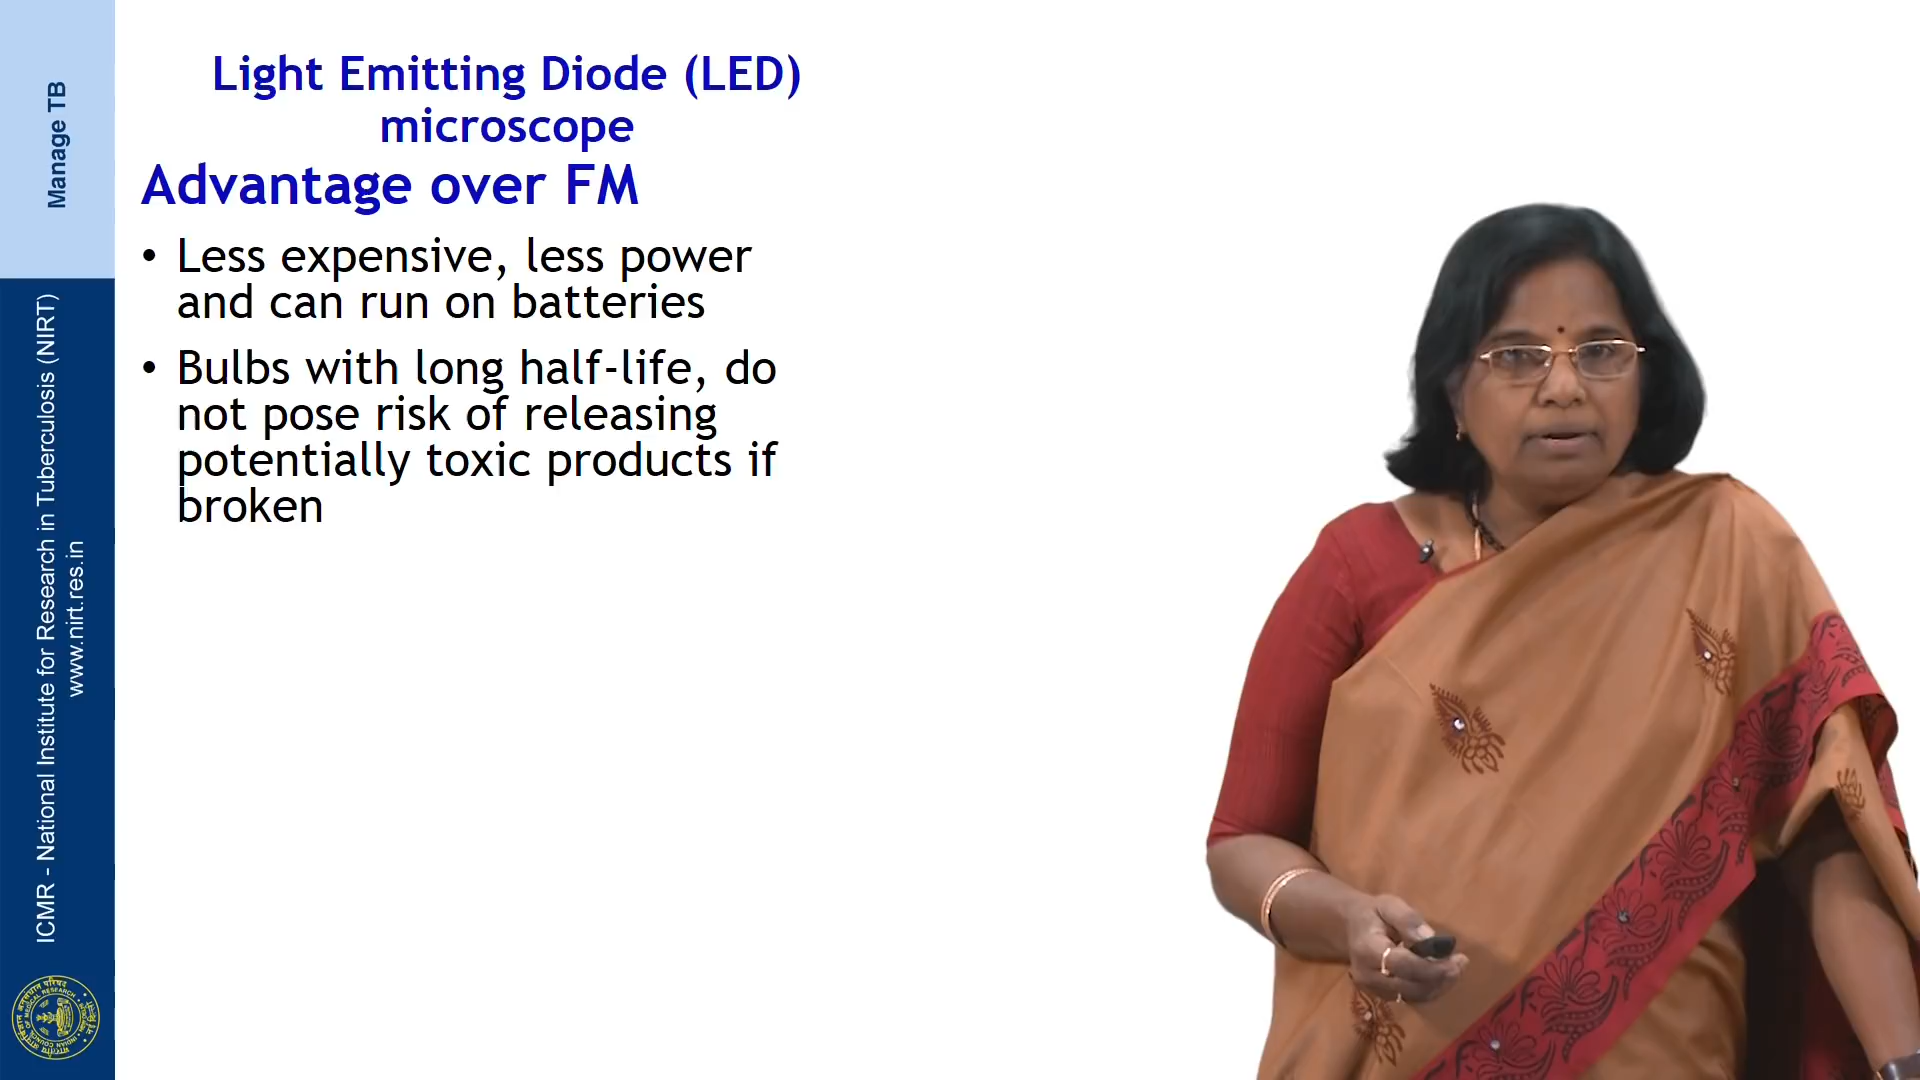 Manage TB
ICMR - National Institute for Research in Tuberculosis (NIRT)
www.nirt.res.in
Light Emitting Diode (LED)
microscope
Advantage over FM
• Less expensive, less power
and can run on batteries
• Bulbs with long half-life, do
not pose risk of releasing
potentially toxic products if
broken